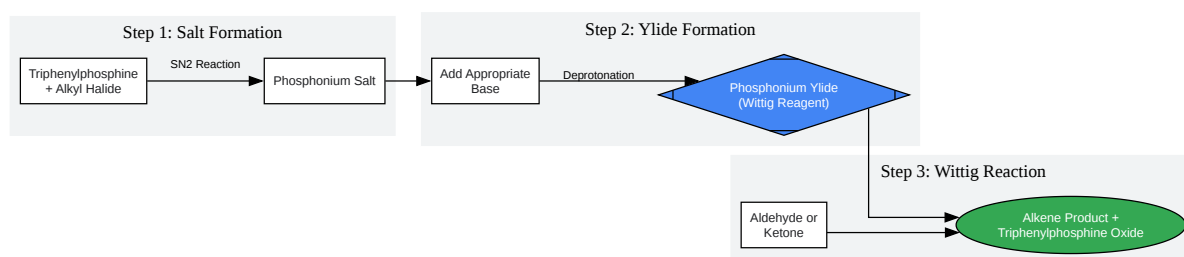 Step 1: Salt Formation
Triphenylphosphine
+ Alkyl Halide
SN2 Reaction
Phosphonium Salt
Step 2: Ylide Formation
Add Appropriate
Base
Deprotonation
Phosphonium Ylide
(Wittig Reagent)
Step 3: Wittig Reaction
Aldehyde or
Ketone
Alkene Product +
Triphenylphosphine Oxide